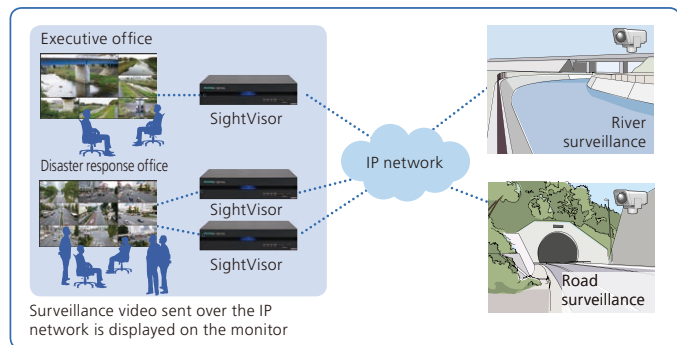 Executive office
SightVisor
Disaster response office
SightVisor
SightVisor
IP network
River
surveillance
Road
surveillance
Surveillance video sent over the IP
network is displayed on the monitor